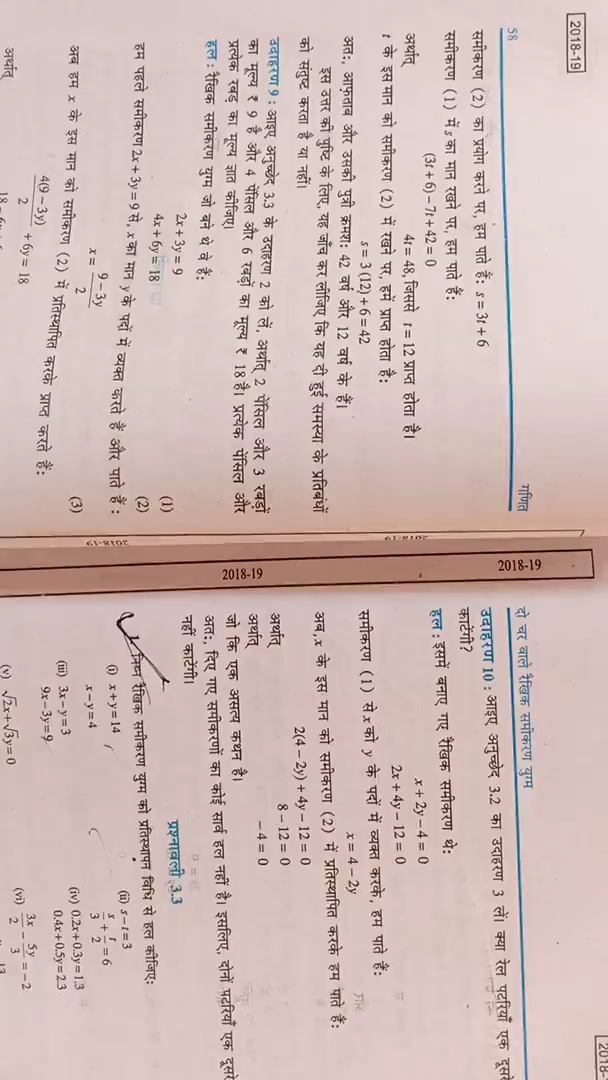 2018-19
58
गणित
समीकरण (2) का प्रयोग करने पर, हम पाते हैं: s = 3t + 6
समीकरण (1) में s का मान रखने पर, हम पाते हैं:
(3t + 6) – 7t + 42 = 0
अर्थात्
4t = 48, जिससे t = 12 प्राप्त होता है।
t के इस मान को समीकरण (2) में रखने पर, हमें प्राप्त होता है:
s = 3 (12) + 6 = 42
अतः, आफ़ताब और उसकी पुत्री क्रमशः 42 वर्ष और 12 वर्ष के हैं।
इस उत्तर की पुष्टि के लिए, यह जाँच कर लीजिए कि यह दी हुई समस्या के प्रतिबंधों
को संतुष्ट करता है या नहीं।
उदाहरण 9 : आइए अनुच्छेद 3.3 के उदाहरण 2 को लें, अर्थात् 2 पेंसिल और 3 रबड़ों
का मूल्य ₹ 9 है और 4 पेंसिल और 6 रबड़ों का मूल्य ₹ 18 है। प्रत्येक पेंसिल और
प्रत्येक रबड़ का मूल्य ज्ञात कीजिए।
हल : रैखिक समीकरण युग्म जो बने थे वे हैं:
2x + 3y = 9 (1)
4x + 6y = 18 (2)
हम पहले समीकरण 2x + 3y = 9 से, x का मान y के पदों में व्यक्त करते हैं और पाते हैं :
x = (9 – 3y)/2 (3)
अब हम x के इस मान को समीकरण (2) में प्रतिस्थापित करके प्राप्त करते हैं:
4(9 – 3y)/2 + 6y = 18
अर्थात्
2018-19
2018-19
2018-19
2018-19
दो चर वाले रैखिक समीकरण युग्म
उदाहरण 10 : आइए अनुच्छेद 3.2 का उदाहरण 3 लें। क्या रेल पटरियाँ एक दूसरे
काटेंगी?
हल : इसमें बनाए गए रैखिक समीकरण थे:
x + 2y – 4 = 0
2x + 4y – 12 = 0
समीकरण (1) से x को y के पदों में व्यक्त करके, हम पाते हैं:
x = 4 – 2y
अब, x के इस मान को समीकरण (2) में प्रतिस्थापित करके हम पाते हैं:
2(4 – 2y) + 4y – 12 = 0
अर्थात् 8 – 12 = 0
अर्थात् – 4 = 0
जो कि एक असत्य कथन है।
अतः, दिए गए समीकरणों का कोई सार्व हल नहीं है। इसलिए, दोनों पटरियाँ एक दूसरे
नहीं काटेंगी।
प्रश्नावली 3.3
निम्न रैखिक समीकरण युग्म को प्रतिस्थापन विधि से हल कीजिए:
(i) x + y = 14
x – y = 4
(ii) s – t = 3
s/3 + t/2 = 6
(iii) 3x – y = 3
9x – 3y = 9
(iv) 0.2x + 0.3y = 1.3
0.4x + 0.5y = 2.3
(v) √2x + √3y = 0
(vi) 3x/2 – 5y/3 = –2